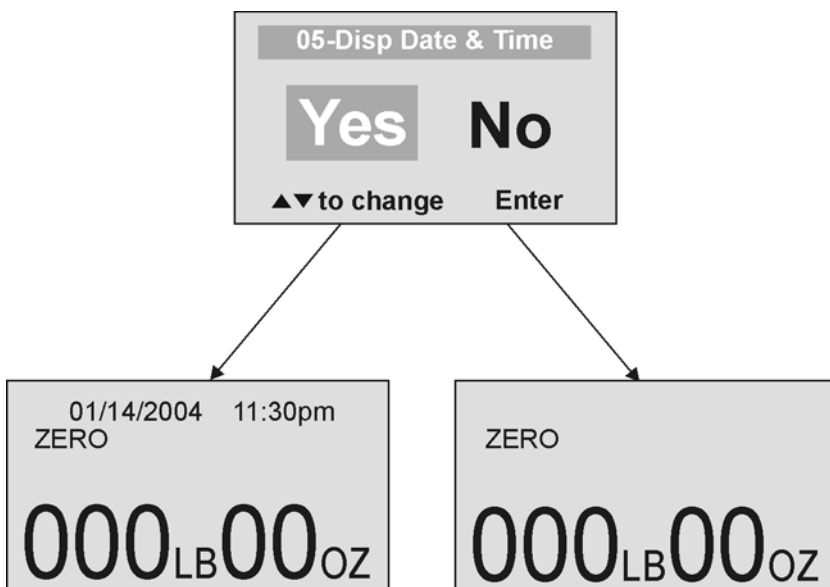 05-Disp Date & Time
Yes No
▲▼to change Enter
01/14/2004 11:30pm
ZERO
000LB00OZ
ZERO
000LB00OZ